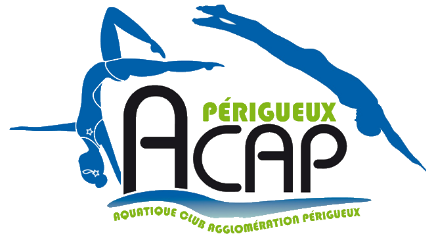 PÉRIGUEUX
ACAP
AQUATIQUE CLUB AGGLOMÉRATION PÉRIGUEUX